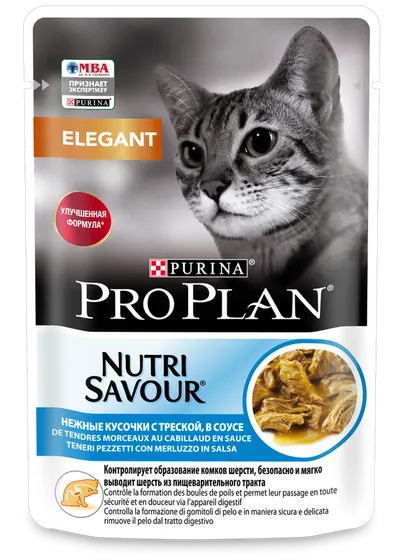 МВА
ПРИЗНАЕТ
ЭКСПЕРТИЗУ
PURINA
ELEGANT
УЛУЧШЕННАЯ
ФОРМУЛА*
PURINA®
PRO PLAN®
NUTRI
SAVOUR®
НЕЖНЫЕ КУСОЧКИ С ТРЕСКОЙ, В СОУСЕ
DE TENDRES MORCEAUX AU CABILLAUD EN SAUCE
TENERI PEZZETTI CON MERLUZZO IN SALSA
Контролирует образование комков шерсти, безопасно и мягко
выводит шерсть из пищеварительного тракта
Contrôle la formation des boules de poils et permet leur passage en toute
sécurité et en douceur via l'appareil digestif
Controlla la formazione di gomitoli di pelo e in maniera sicura e delicata
rimuove il pelo dal tratto digestivo